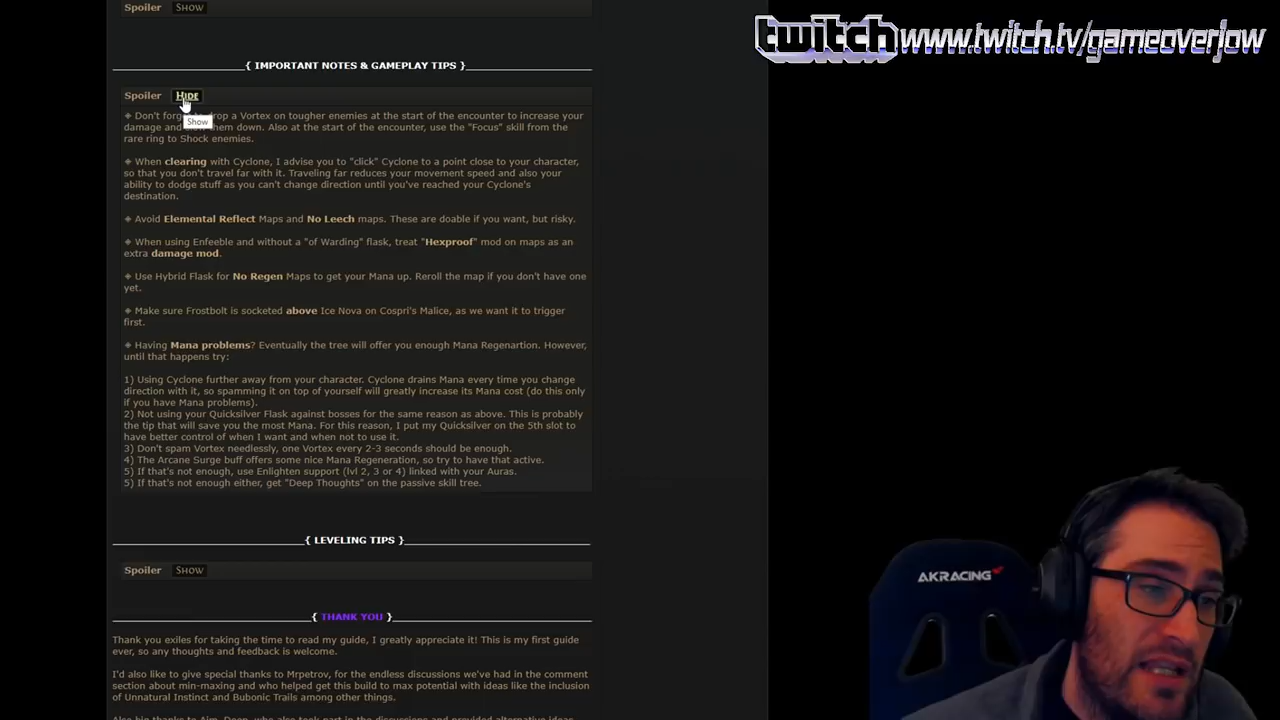 Spoiler SHOW
twitch www.twitch.tv/gameoverjow
{ IMPORTANT NOTES & GAMEPLAY TIPS }
Spoiler HIDE
Show
Don't drop a Vortex on tougher enemies at the start of the encounter to increase your
damage and them down. Also at the start of the encounter, use the "Focus" skill from the
rare ring to Shock enemies.
When clearing with Cyclone, I advise you to "click" Cyclone to a point close to your character,
so that you don't travel far with it. Traveling far reduces your movement speed and also your
ability to dodge stuff as you can't change direction until you've reached your Cyclone's
destination.
Avoid Elemental Reflect Maps and No Leech maps. These are doable if you want, but risky.
When using Enfeeble and without a "of Warding" flask, treat "Hexproof" mod on maps as an
extra damage mod.
Use Hybrid Flask for No Regen Maps to get your Mana up. Reroll the map if you don't have one
yet.
Make sure Frostbolt is socketed above Ice Nova on Cospri's Malice, as we want it to trigger
first.
Having Mana problems? Eventually the tree will offer you enough Mana Regenartion. However,
until that happens try:
1) Using Cyclone further away from your character. Cyclone drains Mana every time you change
direction with it, so spamming it on top of yourself will greatly increase its Mana cost (do this only
if you have Mana problems).
2) Not using your Quicksilver Flask against bosses for the same reason as above. This is probably
the tip that will save you the most Mana. For this reason, I put my Quicksilver on the 5th slot to
have better control of when I want and when not to use it.
3) Don't spam Vortex needlessly, one Vortex every 2-3 seconds should be enough.
4) The Arcane Surge buff offers some nice Mana Regeneration, so try to have that active.
5) If that's not enough, use Enlighten support (lvl 2, 3 or 4) linked with your Auras.
5) If that's not enough either, get "Deep Thoughts" on the passive skill tree.
{ LEVELING TIPS }
Spoiler SHOW
{ THANK YOU }
Thank you exiles for taking the time to read my guide, I greatly appreciate it! This is my first guide
ever, so any thoughts and feedback is welcome.
I'd also like to give special thanks to Mrpetrov, for the endless discussions we've had in the comment
section about min-maxing and who helped get this build to max potential with ideas like the inclusion
of Unnatural Instinct and Bubonic Trails among other things.
AKRACING